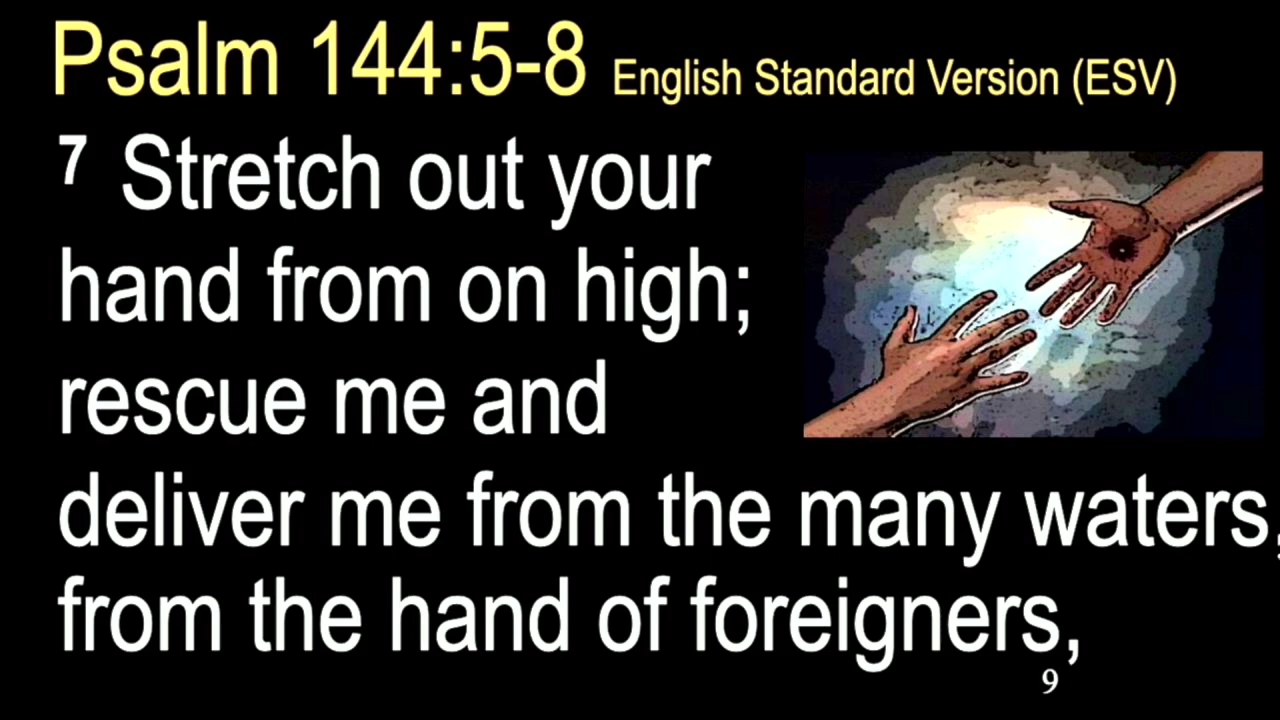 Psalm 144:5-8 English Standard Version (ESV)
7 Stretch out your
hand from on high;
rescue me and
deliver me from the many waters,
from the hand of foreigners,
9